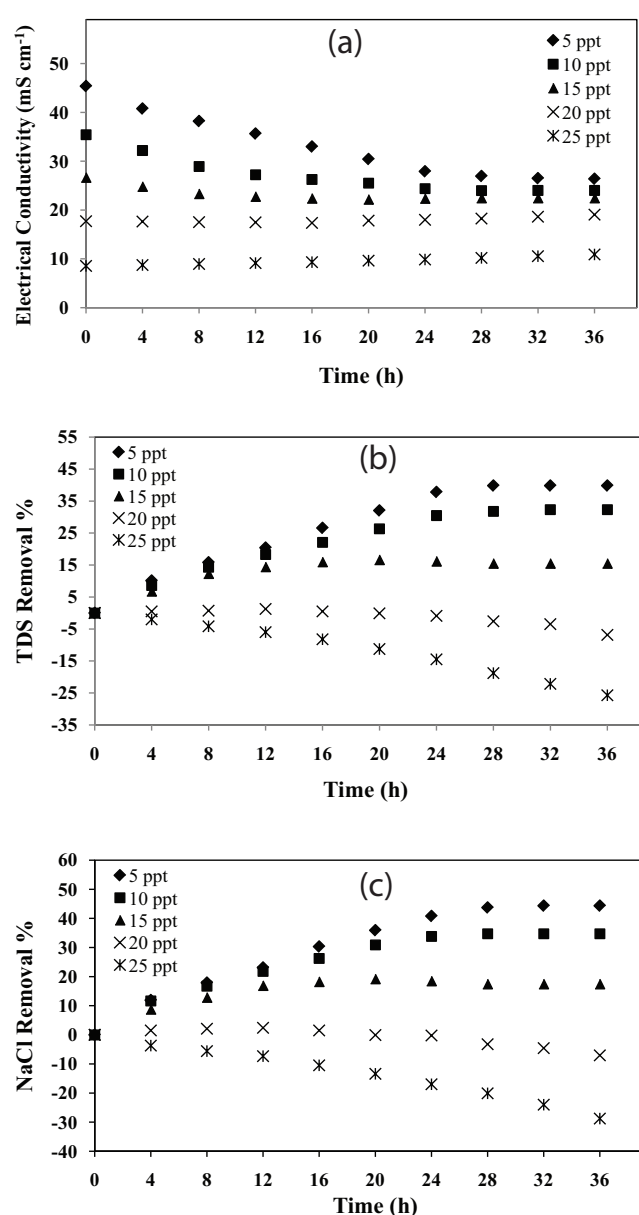 (a)
Electrical Conductivity (mS cm⁻¹)
50
40
30
20
10
0
5 ppt
10 ppt
15 ppt
20 ppt
25 ppt
0 4 8 12 16 20 24 28 32 36
Time (h)
(b)
TDS Removal %
55
45
35
25
15
5
-5
-15
-25
-35
5 ppt
10 ppt
15 ppt
20 ppt
25 ppt
0 4 8 12 16 20 24 28 32 36
Time (h)
(c)
NaCl Removal %
60
50
40
30
20
10
0
-10
-20
-30
-40
5 ppt
10 ppt
15 ppt
20 ppt
25 ppt
0 4 8 12 16 20 24 28 32 36
Time (h)